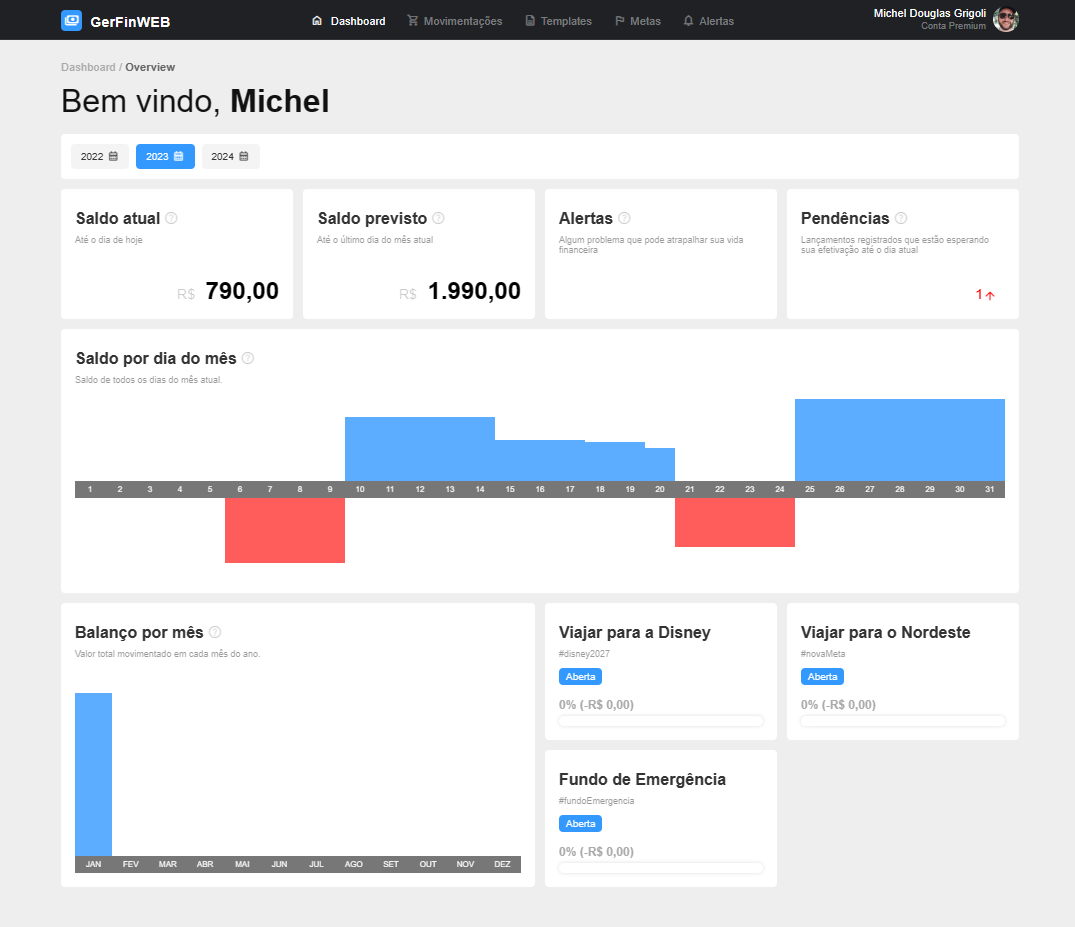 GerFinWEB
Dashboard
Movimentações
Templates
Metas
Alertas
Michel Douglas Grigoli
Conta Premium
Dashboard / Overview
Bem vindo, Michel
2022
2023
2024
Saldo atual
Até o dia de hoje
R$ 790,00
Saldo previsto
Até o último dia do mês atual
R$ 1.990,00
Alertas
Algum problema que pode atrapalhar sua vida
financeira
Pendências
Lançamentos registrados que estão esperando
sua efetivação até o dia atual
1
Saldo por dia do mês
Saldo de todos os dias do mês atual.
1 2 3 4 5 6 7 8 9 10 11 12 13 14 15 16 17 18 19 20 21 22 23 24 25 26 27 28 29 30 31
Balanço por mês
Valor total movimentado em cada mês do ano.
JAN FEV MAR ABR MAI JUN JUL AGO SET OUT NOV DEZ
Viajar para a Disney
#disney2027
Aberta
0% (-R$ 0,00)
Viajar para o Nordeste
#novaMeta
Aberta
0% (-R$ 0,00)
Fundo de Emergência
#fundoEmergencia
Aberta
0% (-R$ 0,00)